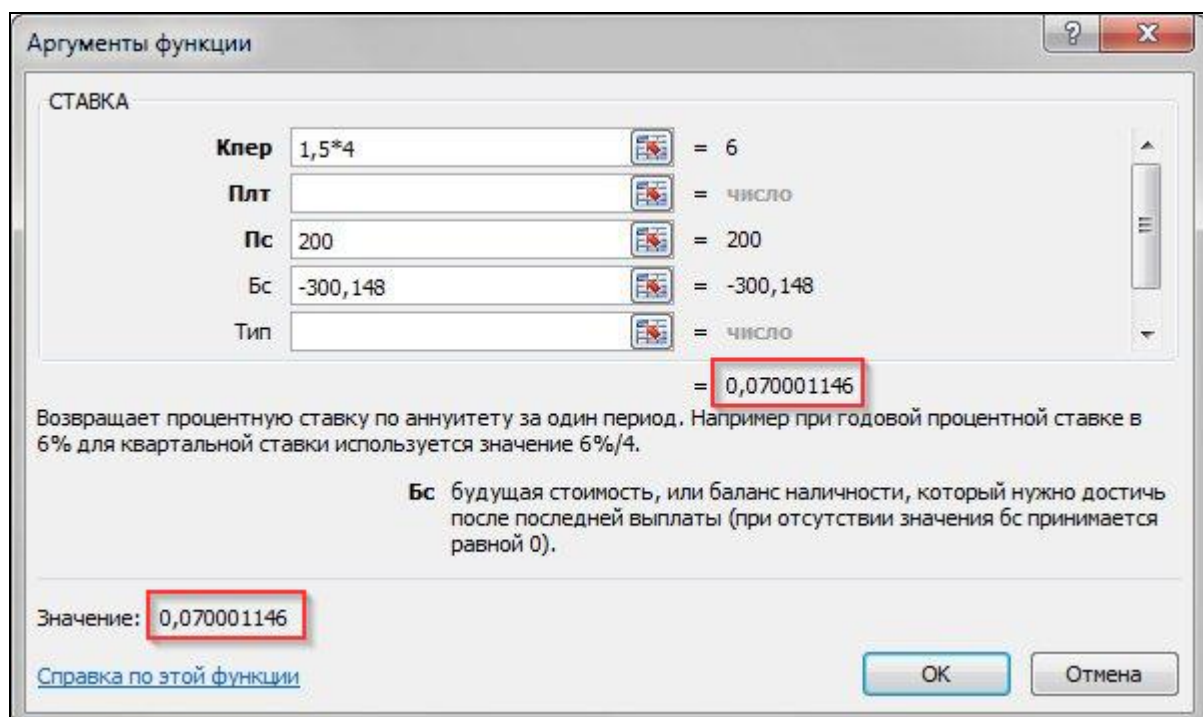 Аргументы функции
СТАВКА
Кпер 1,5*4 = 6
Плт = число
Пс 200 = 200
Бс -300,148 = -300,148
Тип = число
= 0,070001146
Возвращает процентную ставку по аннуитету за один период. Например при годовой процентной ставке в
6% для квартальной ставки используется значение 6%/4.
Бс будущая стоимость, или баланс наличности, который нужно достичь
после последней выплаты (при отсутствии значения бс принимается
равной 0).
Значение: 0,070001146
Справка по этой функции
ОК
Отмена